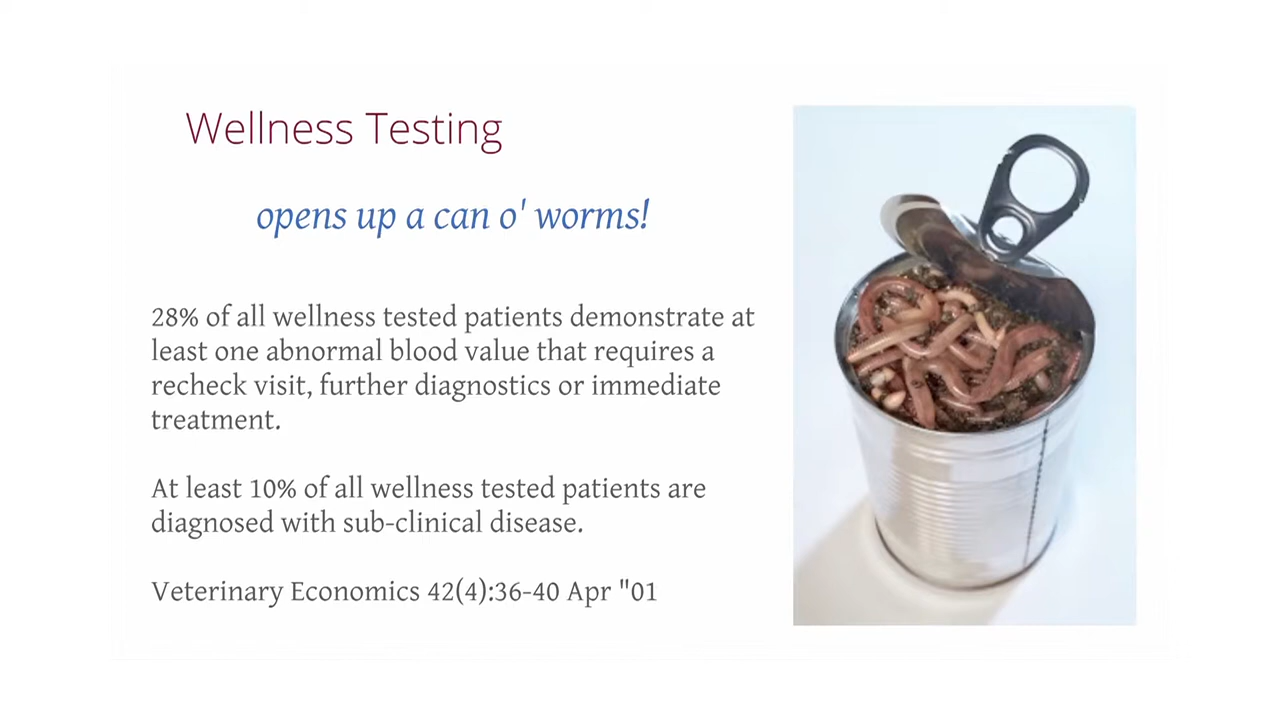 Wellness Testing
opens up a can o' worms!
28% of all wellness tested patients demonstrate at
least one abnormal blood value that requires a
recheck visit, further diagnostics or immediate
treatment.
At least 10% of all wellness tested patients are
diagnosed with sub-clinical disease.
Veterinary Economics 42(4):36-40 Apr "01